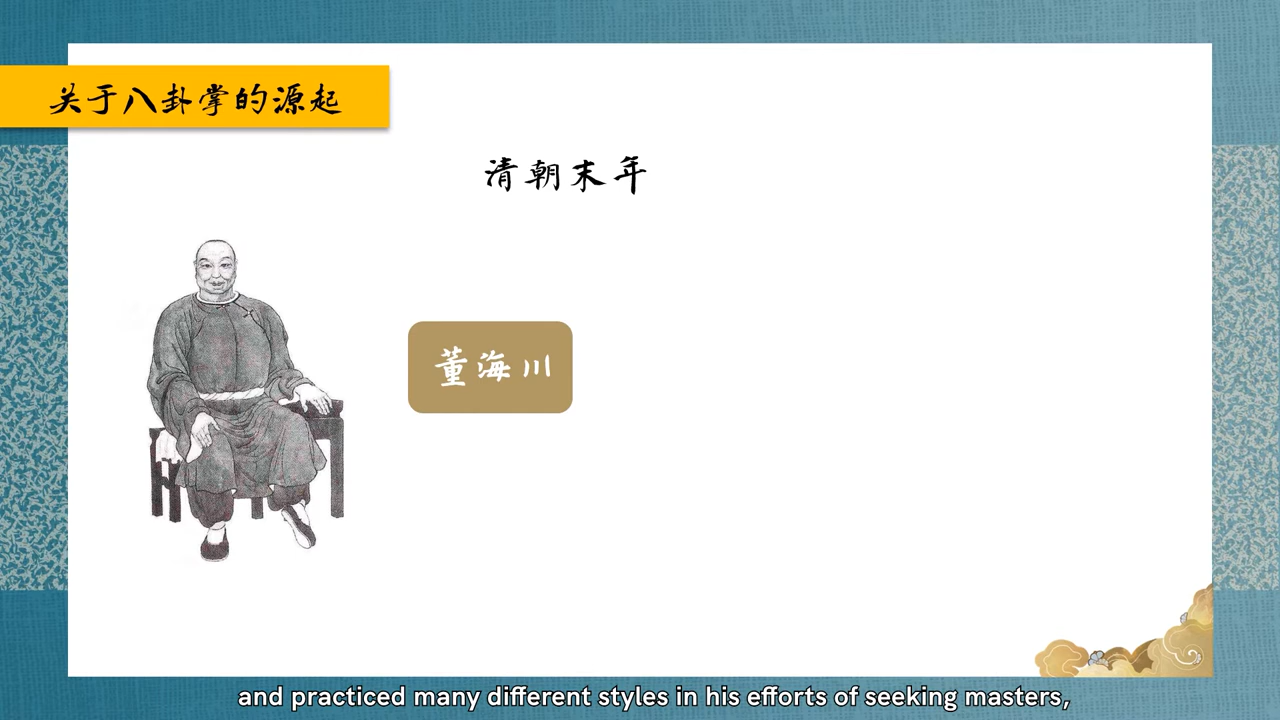 关于八卦掌的源起
清朝末年
董海川
and practiced many different styles in his efforts of seeking masters,